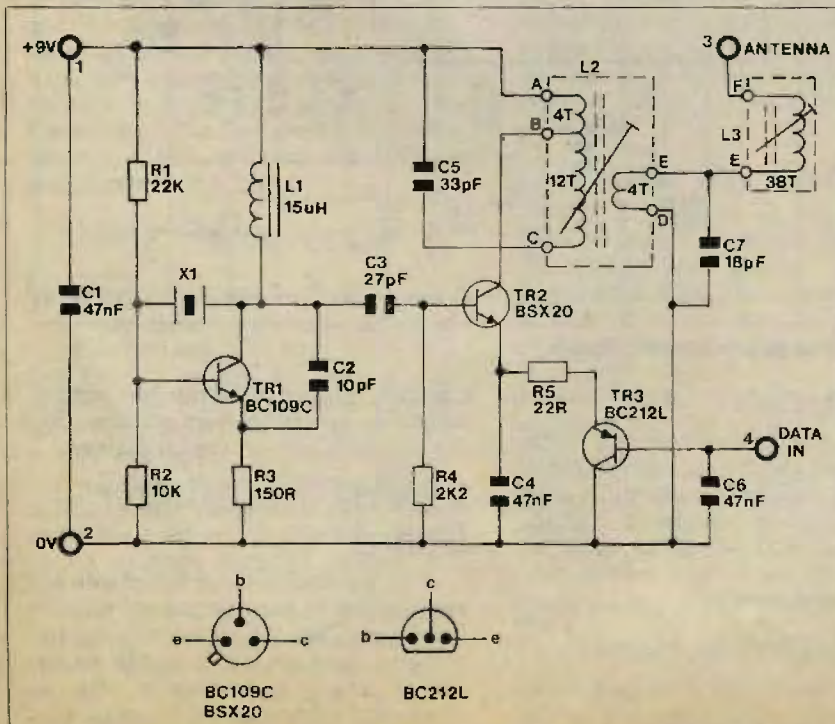 +9V
1
R1
22K
C1
47nF
X1
L1
15uH
C5
33pF
L2
A
4T
B
12T
C
E
4T
D
3
ANTENNA
F
L3
E
38T
C7
18pF
C3
27pF
TR2
BSX20
TR1
BC109C
C2
10pF
R5
22R
TR3
BC212L
4
DATA
IN
R2
10K
R3
150R
R4
2K2
C4
47nF
C6
47nF
0V
2
b
e
c
BC109C
BSX20
c
b
e
BC212L